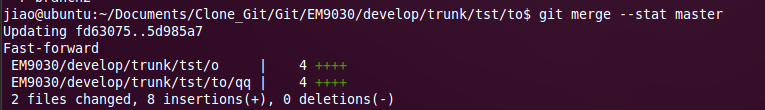 jiao@ubuntu:~/Documents/Clone_Git/Git/EM9030/develop/trunk/tst/to$ git merge --stat master
Updating fd63075..5d985a7
Fast-forward
 EM9030/develop/trunk/tst/o     |    4 ++++
 EM9030/develop/trunk/tst/to/qq |    4 ++++
 2 files changed, 8 insertions(+), 0 deletions(-)